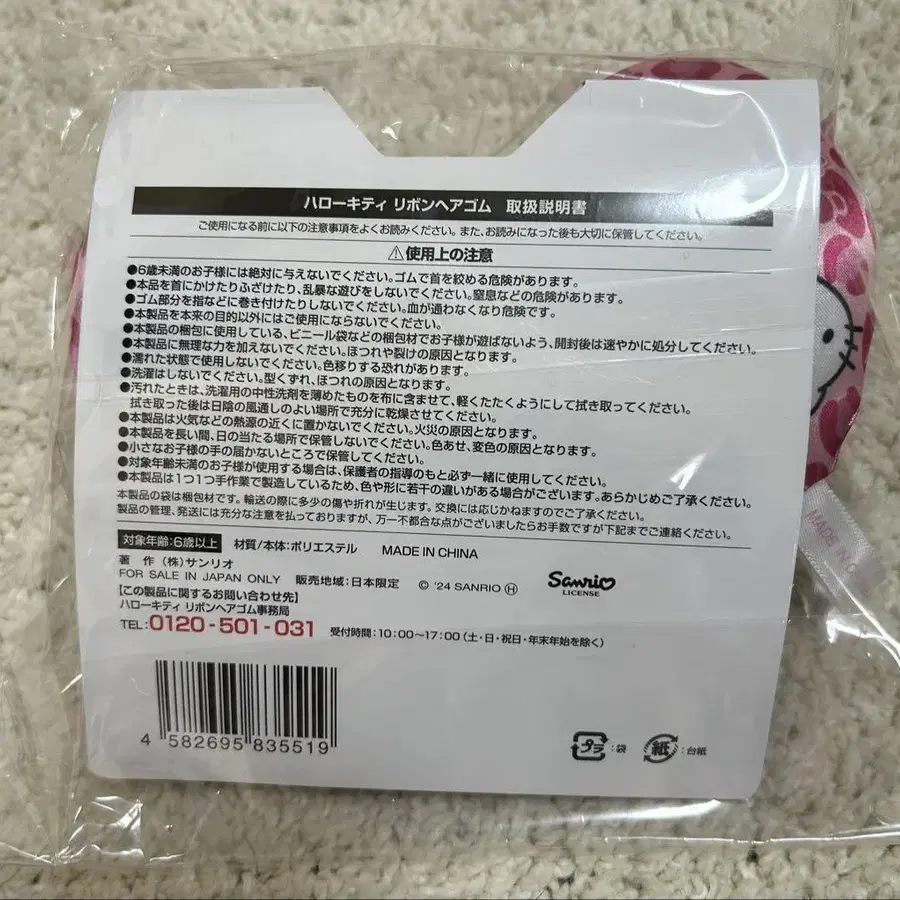 ハローキティ リボンヘアゴム 取扱説明書
ご使用になる前に以下の注意事項をよくお読みください。また、お読みになった後も大切に保管してください。
⚠使用上の注意
●6歳未満のお子様には絶対に与えないでください。ゴムで首を絞める危険があります。
●本品を首にかけたりふざけたり、乱暴な遊びをしないでください。窒息などの危険があります。
●ゴム部分を指などに巻き付けたりしないでください。血が通わなくなり危険です。
●本製品を本来の目的以外にはご使用にならないでください。
●本製品の梱包に使用している、ビニール袋などの梱包材でお子様が遊ばないよう、開封後は速やかに処分してください。
●本製品に無理な力を加えないでください。ほつれや裂けの原因となります。
●濡れた状態で使用しないでください。色移りする恐れがあります。
●洗濯はしないでください。型くずれ、ほつれの原因となります。
●汚れたときは、洗濯用の中性洗剤を薄めたものを布に含ませて、軽くたたくようにして拭き取ってください。
拭き取った後は日陰の風通しのよい場所で充分に乾燥させてください。
●本製品は火気などの熱源の近くに置かないでください。火災の原因となります。
●本製品を長い間、日の当たる場所で保管しないでください。色あせ、変色の原因となります。
●小さなお子様の手の届かないところで保管してください。
●対象年齢未満のお子様が使用する場合は、保護者の指導のもと必ず一緒に使用してください。
●本製品は1つ1つ手作業で製造しているため、色や形に若干の違いがある場合がございます。あらかじめご了承ください。
本製品の袋は梱包材です。輸送の際に多少の傷や折れが生じます。交換には応じかねますのでご了承ください。
製品の管理、発送には充分な注意を払っておりますが、万一不都合な点がございましたらお手数ですが下記までご連絡ください。
対象年齢:6歳以上 材質/本体:ポリエステル MADE IN CHINA
著 作 (株)サンリオ
FOR SALE IN JAPAN ONLY 販売地域:日本限定 © '24 SANRIO Ⓗ
Sanrio
LICENSE
【この製品に関するお問い合わせ先】
ハローキティ リボンヘアゴム事務局
TEL:0120-501-031 受付時間:10:00〜17:00(土・日・祝日・年末年始を除く)
4 582695 835519
プラ:袋 紙:台紙
MADE IN C